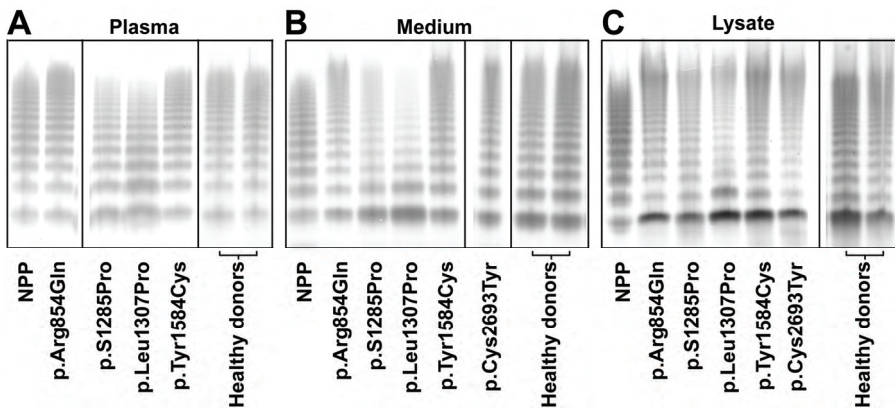 A
Plasma
B
Medium
C
Lysate
NPP
p.Arg854Gln
p.S1285Pro
p.Leu1307Pro
p.Tyr1584Cys
Healthy donors
NPP
p.Arg854Gln
p.S1285Pro
p.Leu1307Pro
p.Tyr1584Cys
p.Cys2693Tyr
Healthy donors
NPP
p.Arg854Gln
p.S1285Pro
p.Leu1307Pro
p.Tyr1584Cys
p.Cys2693Tyr
Healthy donors